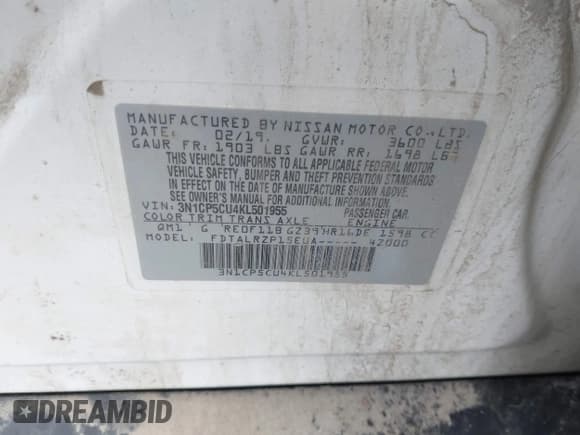 MANUFACTURED BY NISSAN MOTOR CO.,LTD.
DATE: 02/19. GVWR: 3600 LBS
GAWR FR: 1903 LBS GAWR RR: 1698 LBS
THIS VEHICLE CONFORMS TO ALL APPLICABLE FEDERAL MOTOR
VEHICLE SAFETY, BUMPER AND THEFT PREVENTION STANDARDS
IN EFFECT ON THE DATE OF MANUFACTURE SHOWN ABOVE.
SEE OWNER'S MANUAL FOR ADDITIONAL INFORMATION
3N1CP5CU4KL501955 PASSENGER CAR.
COLOR TRIM TRANS AXLE ENGINE
QM1 G RE0F11B GZ39 HR16DE 1598 CC
FDTALRZP15EUA----- 42000
3N1CP5CU4KL501955
DREAMBID